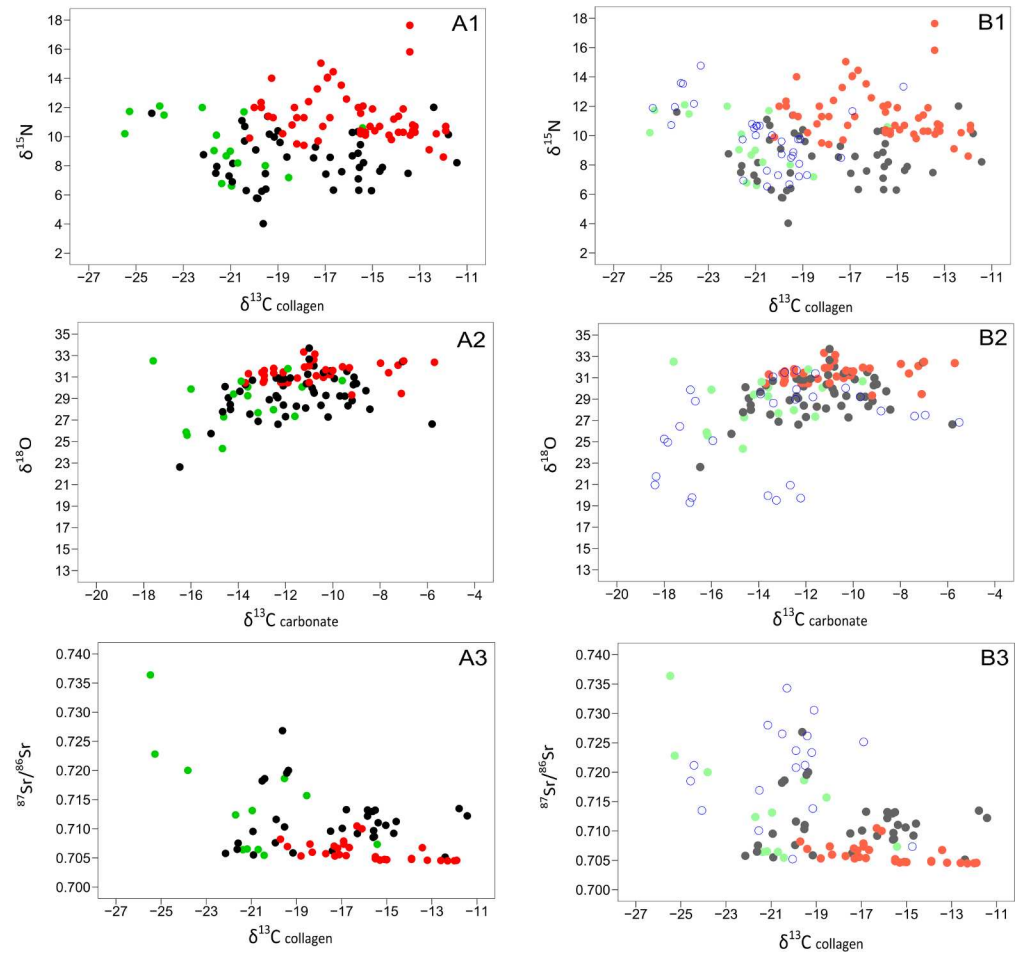 A1
18
16
14
12
10
8
6
4
2
δ15N
−27 −25 −23 −21 −19 −17 −15 −13 −11
δ13C collagen
B1
18
16
14
12
10
8
6
4
2
δ15N
−27 −25 −23 −21 −19 −17 −15 −13 −11
δ13C collagen
A2
35
33
31
29
27
25
23
21
19
17
15
13
δ18O
−20 −18 −16 −14 −12 −10 −8 −6 −4
δ13C carbonate
B2
35
33
31
29
27
25
23
21
19
17
15
13
δ18O
−20 −18 −16 −14 −12 −10 −8 −6 −4
δ13C carbonate
A3
0.740
0.735
0.730
0.725
0.720
0.715
0.710
0.705
0.700
87Sr/86Sr
−27 −25 −23 −21 −19 −17 −15 −13 −11
δ13C collagen
B3
0.740
0.735
0.730
0.725
0.720
0.715
0.710
0.705
0.700
87Sr/86Sr
−27 −25 −23 −21 −19 −17 −15 −13 −11
δ13C collagen